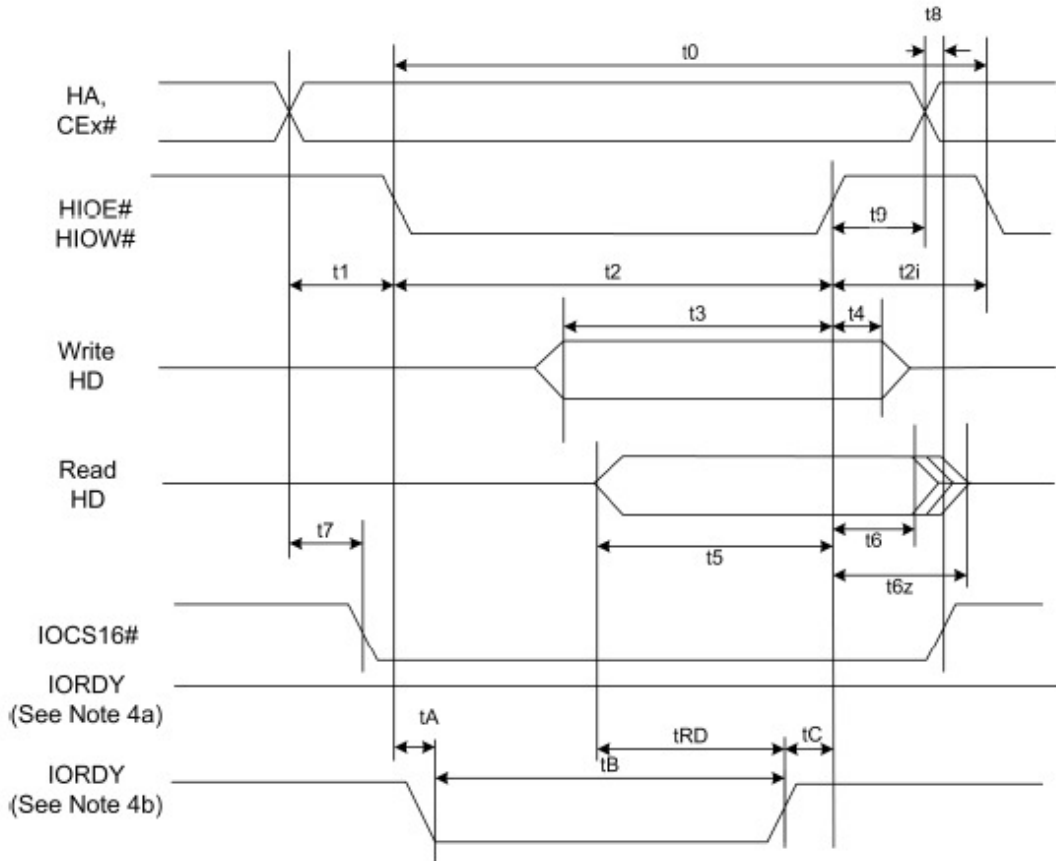 t8
t0
HA,
CEx#
HIOE#
HIOW#
t9
t1
t2
t2i
t3
t4
Write
HD
Read
HD
t7
t5
t6
t6z
IOCS16#
IORDY
(See Note 4a)
tA
tRD
tC
tB
IORDY
(See Note 4b)